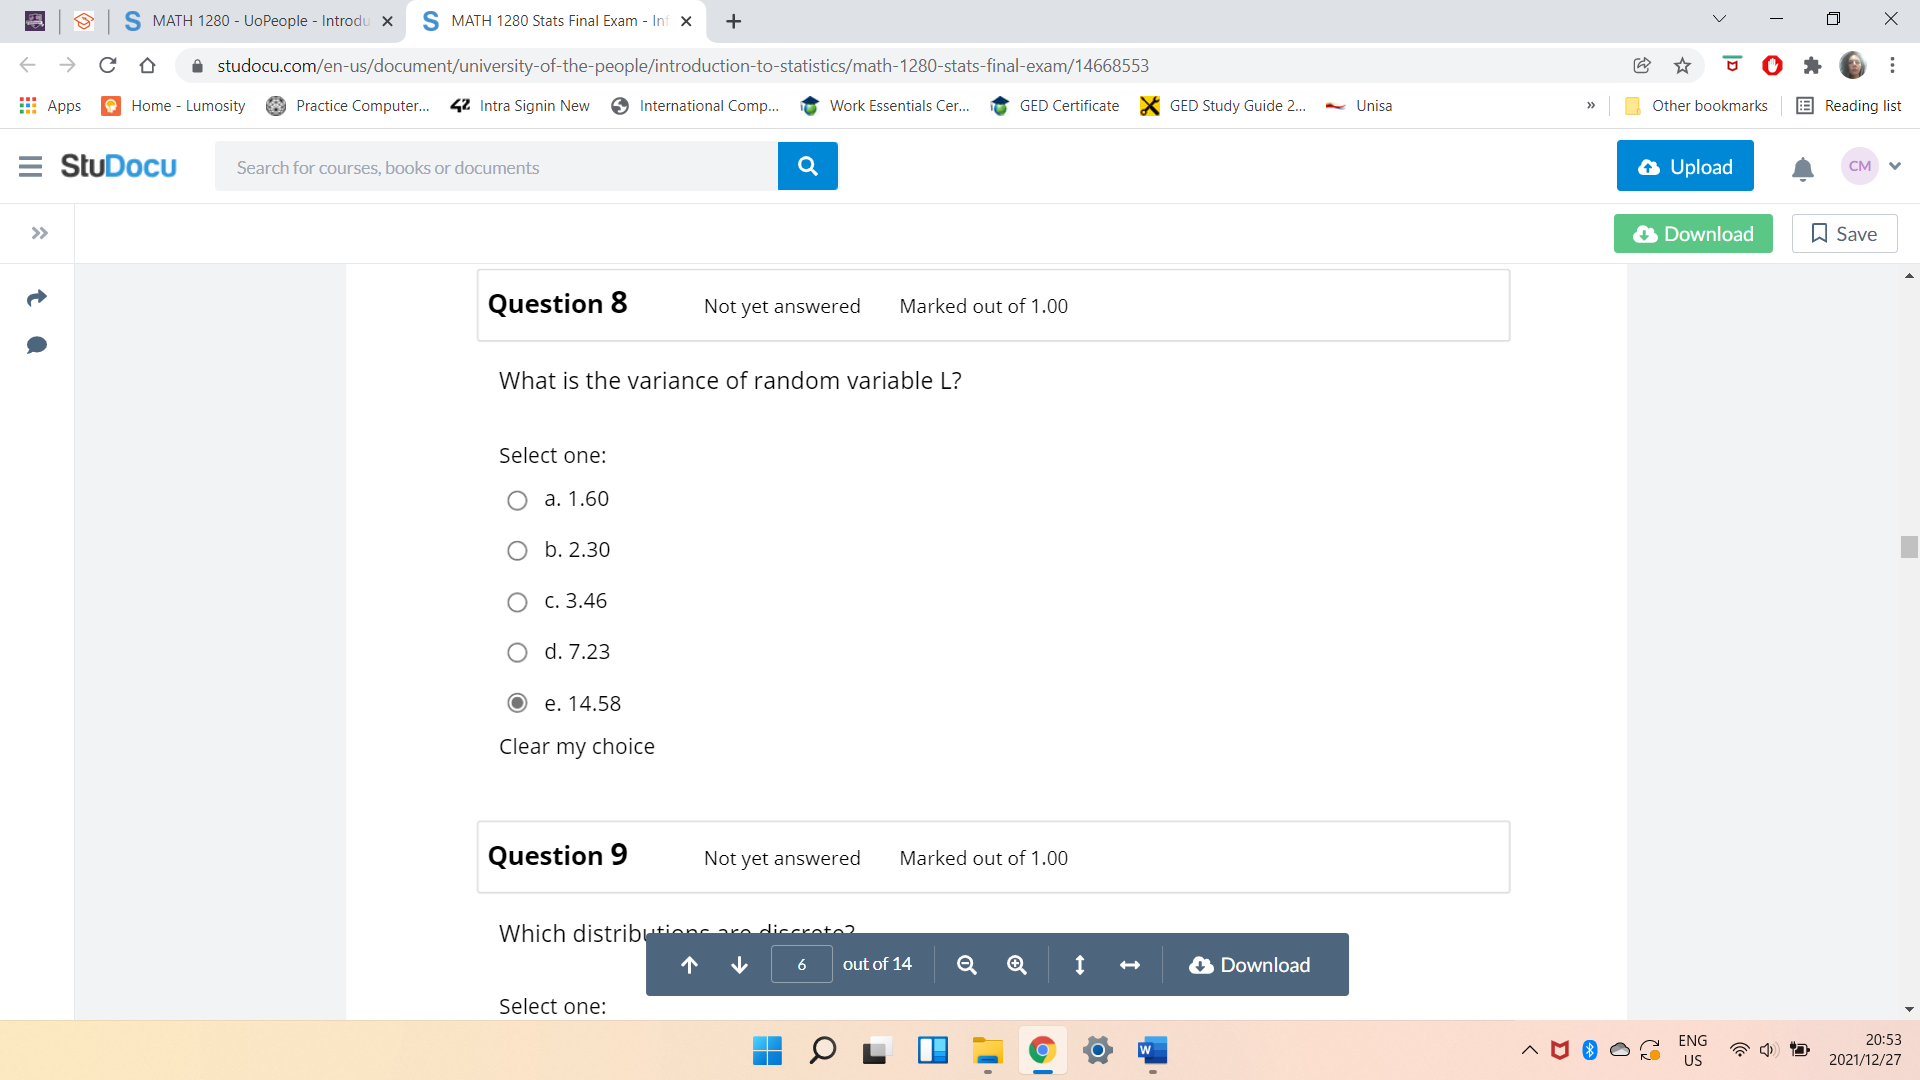 MATH 1280 - UoPeople - Introdu
MATH 1280 Stats Final Exam - Inf
studocu.com/en-us/document/university-of-the-people/introduction-to-statistics/math-1280-stats-final-exam/14668553
Apps
Home - Lumosity
Practice Computer...
42 Intra Signin New
International Comp...
Work Essentials Cer...
GED Certificate
GED Study Guide 2...
Unisa
»
Other bookmarks
Reading list
StuDocu
Search for courses, books or documents
Upload
CM
Download
Save
Question 8 Not yet answered Marked out of 1.00
What is the variance of random variable L?
Select one:
a. 1.60
b. 2.30
c. 3.46
d. 7.23
e. 14.58
Clear my choice
Question 9 Not yet answered Marked out of 1.00
Which distributions are discrete?
6 out of 14 Download
Select one:
ENG
US
20:53
2021/12/27